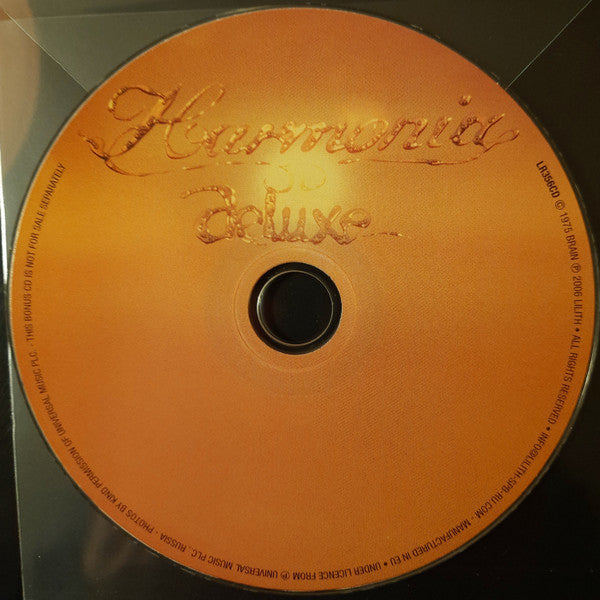 Harmonia
deluxe
LR356CD © 1975 BRAIN ℗ 2006 LILITH • ALL RIGHTS RESERVED • INFO@LILITH-SPB-RU.COM - MANUFACTURED IN EU • UNDER LICENCE FROM ℗ UNIVERSAL MUSIC PLC. RUSSIA - PHOTOS BY KIND PERMISSION OF UNIVERSAL MUSIC PLC. - THIS BONUS CD IS NOT FOR SALE SEPARATELY